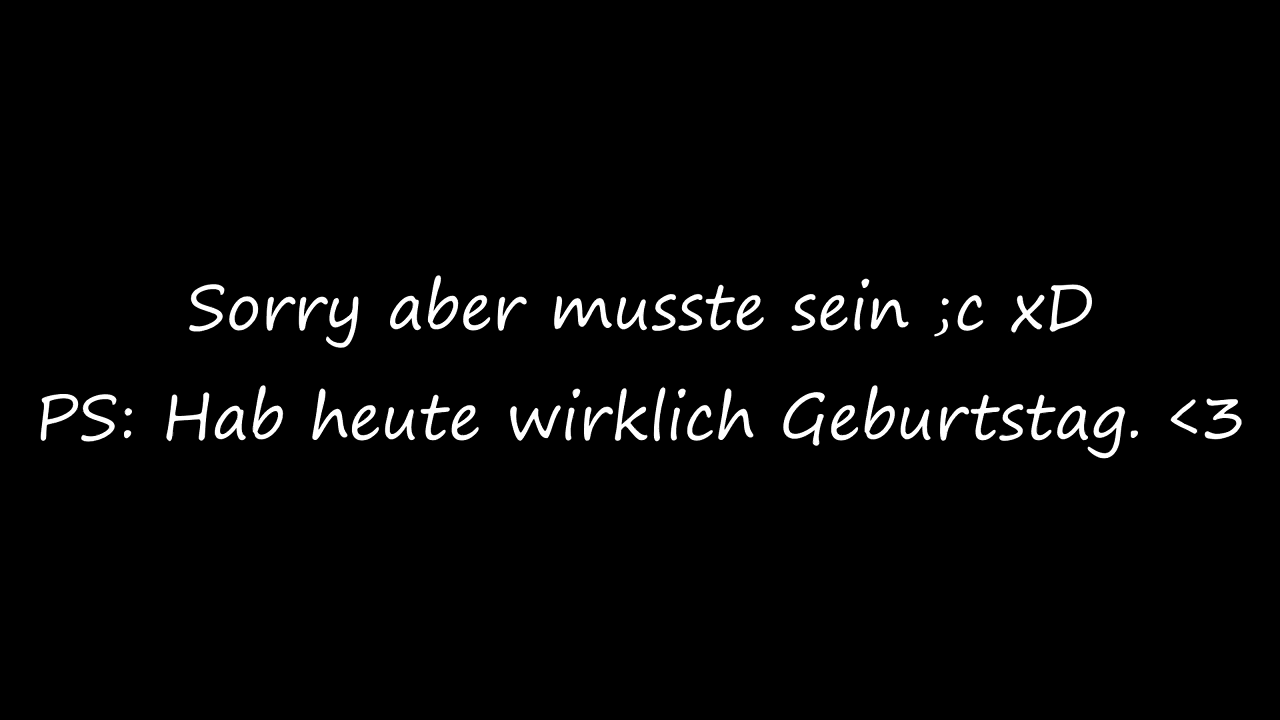 Sorry aber musste sein ;c xD
PS: Hab heute wirklich Geburtstag. <3